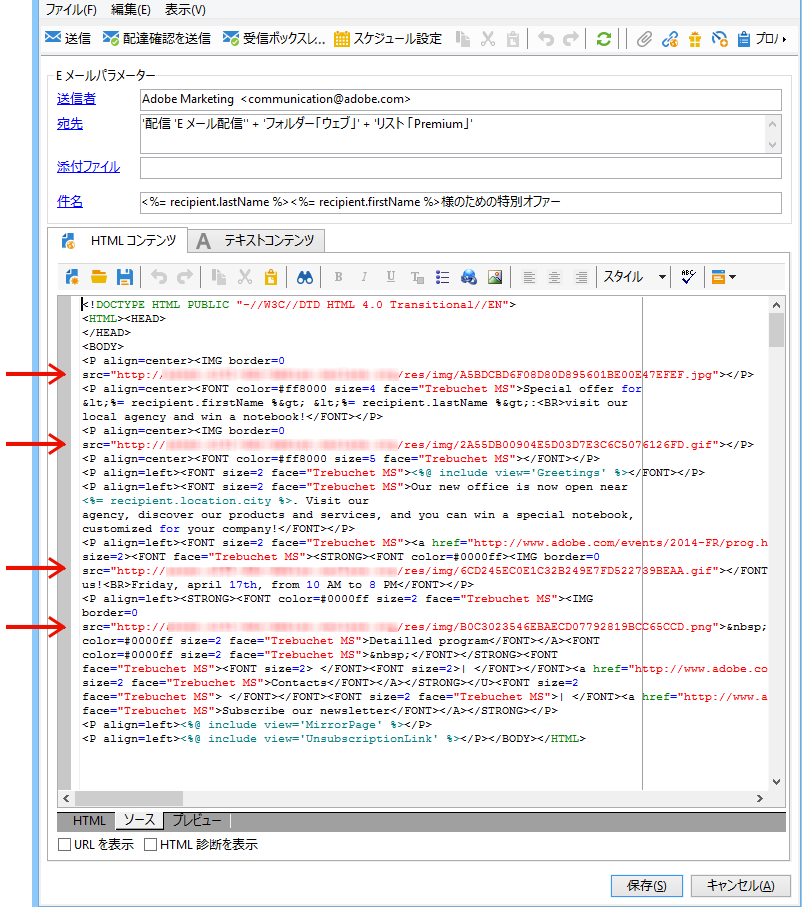 ファイル(F) 編集(E) 表示(V)
送信 配達確認を送信 受信ボックスレ... スケジュール設定 プロパ
E メールパラメーター
送信者 Adobe Marketing <communication@adobe.com>
宛先 '配信 'E メール配信'' + 'フォルダー「ウェブ」' + 'リスト「Premium」'
添付ファイル
件名 <%= recipient.lastName %><%= recipient.firstName %>様のための特別オファー
HTML コンテンツ A テキストコンテンツ
B I U スタイル ABC
<!DOCTYPE HTML PUBLIC "-//W3C//DTD HTML 4.0 Transitional//EN">
<HTML><HEAD>
</HEAD>
<BODY>
<P align=center><IMG border=0
src="http:/ /res/img/A5BDCBD6F08D80D895601BE00E47EFEF.jpg"></P>
<P align=center><FONT color=#ff8000 size=4 face="Trebuchet MS">Special offer for
&lt;%= recipient.firstName %&gt; &lt;%= recipient.lastName %&gt;:<BR>visit our
local agency and win a notebook!</FONT></P>
<P align=center><IMG border=0
src="http:// /res/img/2A55DB00904E5D03D7E3C6C5076126FD.gif"></P>
<P align=center><FONT color=#ff8000 size=5 face="Trebuchet MS"></FONT></P>
<P align=left><FONT size=2 face="Trebuchet MS"><%@ include view='Greetings' %></FONT></P>
<P align=left><FONT size=2 face="Trebuchet MS">Our new office is now open near
<%= recipient.location.city %>. Visit our
agency, discover our products and services, and you can win a special notebook,
customized for your company!</FONT></P>
<P align=left><FONT size=2 face="Trebuchet MS"><a href="http://www.adobe.com/events/2014-FR/prog.h
size=2><FONT face="Trebuchet MS"><STRONG><FONT color=#0000ff><IMG border=0
src="http:// /res/img/6CD245EC0E1C32B249E7FD522739BEAA.gif"></FONT
us!<BR>Friday, april 17th, from 10 AM to 8 PM</FONT></P>
<P align=left><STRONG><FONT color=#0000ff size=2 face="Trebuchet MS"><IMG
border=0
src="http:// /res/img/B0C3023546EBAECD07792819BCC65CCD.png">&nbsp;
color=#0000ff size=2 face="Trebuchet MS">Detailled program</FONT></A><FONT
color=#0000ff size=2 face="Trebuchet MS">&nbsp;</FONT></STRONG><FONT
face="Trebuchet MS"><FONT size=2> </FONT><FONT size=2>| </FONT></FONT><a href="http://www.adobe.co
size=2 face="Trebuchet MS">Contacts</FONT></A></STRONG></U><FONT size=2
face="Trebuchet MS"> </FONT></FONT><FONT size=2 face="Trebuchet MS">| </FONT><a href="http://www.a
face="Trebuchet MS">Subscribe our newsletter</FONT></A></STRONG></P>
<P align=left><%@ include view='MirrorPage' %></P>
<P align=left><%@ include view='UnsubscriptionLink' %></P></BODY></HTML>
HTML ソース プレビュー
URL を表示 HTML 診断を表示
保存(S) キャンセル(A)